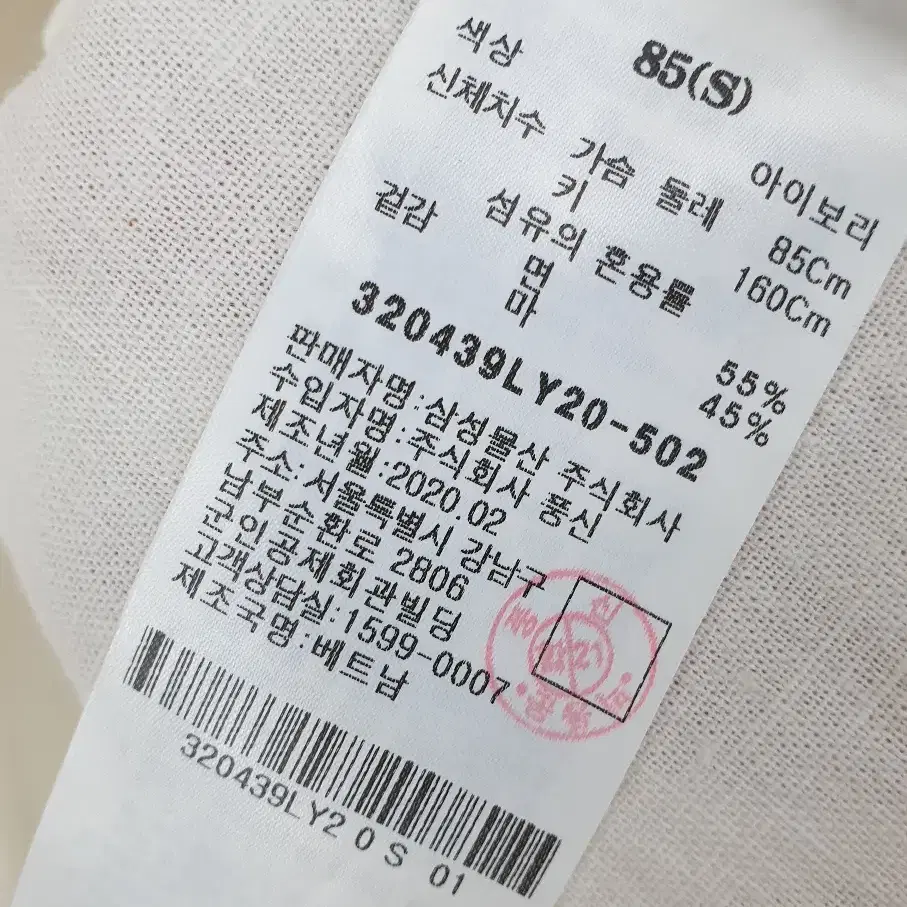 85(S)
색상 아이보리
신체치수 가슴 둘레 85Cm
키 160Cm
겉감 섬유의 혼용률
면 55%
마 45%
320439LY20-502
판매자명:삼성물산 주식회사
수입자명:주식회사 풍신
제조년월:2020.02
주소:서울특별시 강남구
남부순환로 2806
군인공제회관빌딩
고객상담실:1599-0007
제조국명:베트남
320439LY2 0 S 01